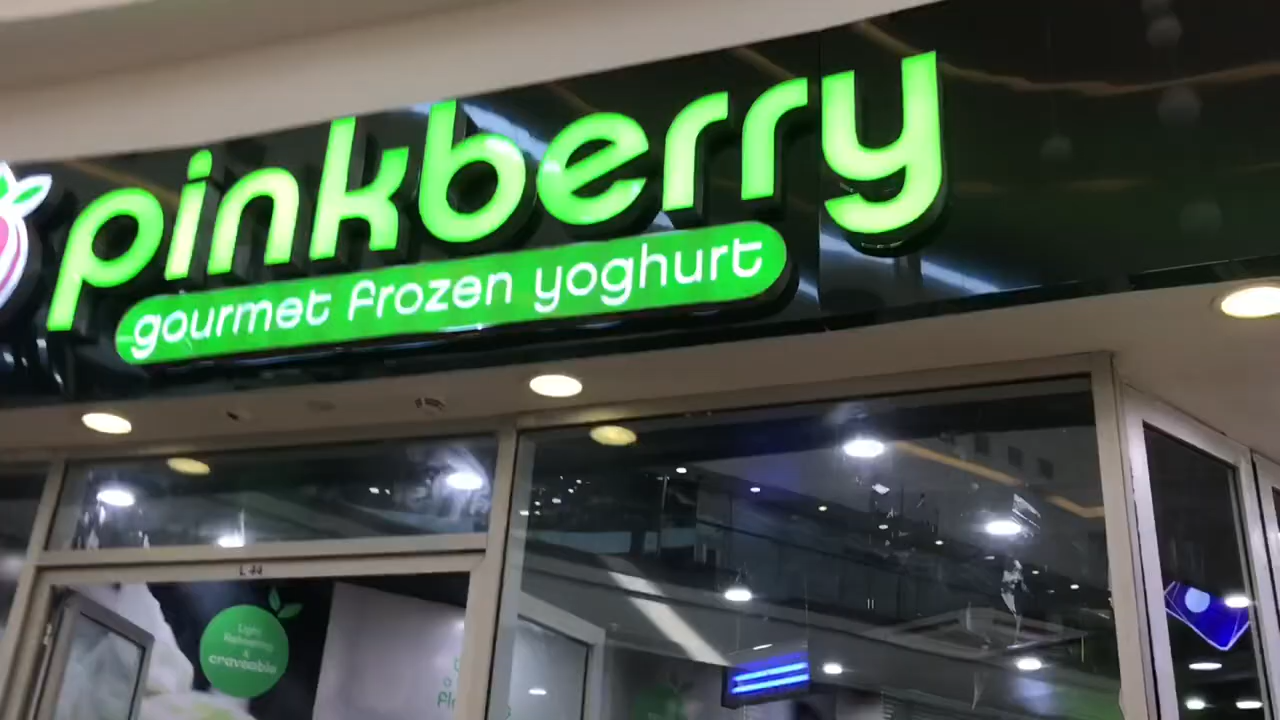 pinkberry
gourmet frozen yoghurt
L 44
Light
Refreshing
&
craveable